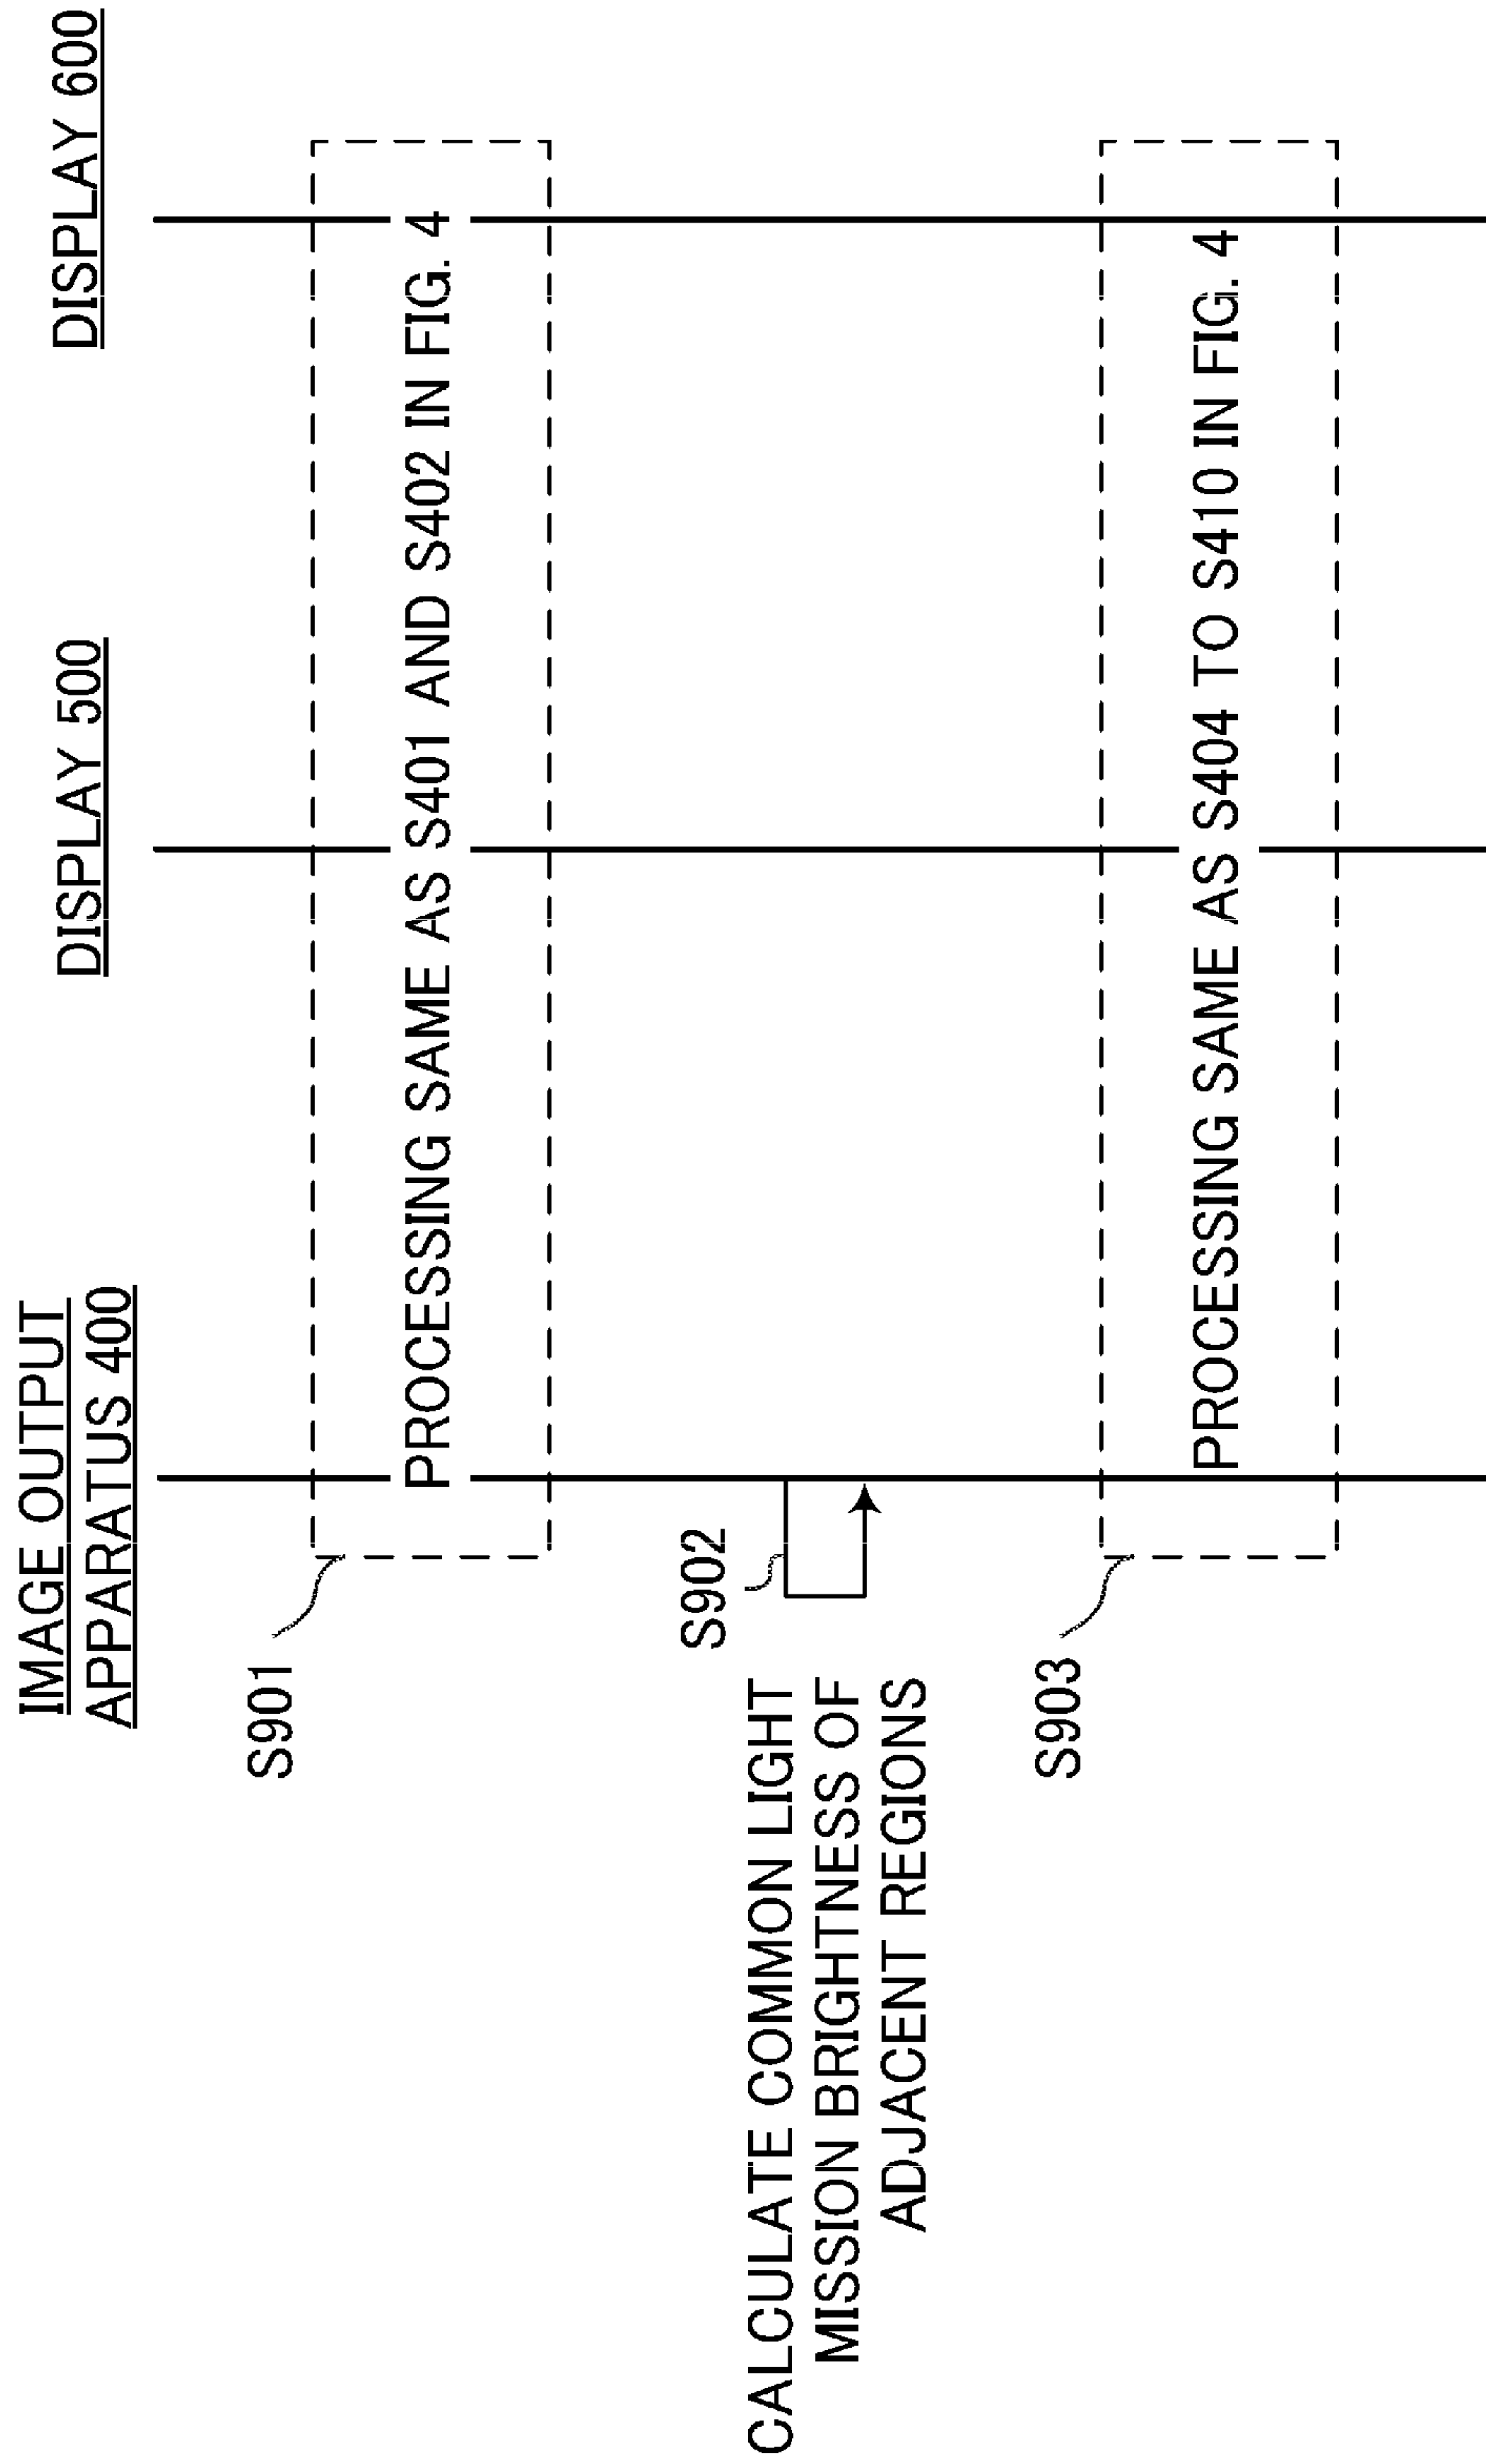 IMAGE OUTPUT
APPARATUS 400
DISPLAY 500
DISPLAY 600
S901
PROCESSING SAME AS S401 AND S402 IN FIG. 4
S902
CALCULATE COMMON LIGHT
MISSION BRIGHTNESS OF
ADJACENT REGIONS
S903
PROCESSING SAME AS S404 TO S410 IN FIG. 4